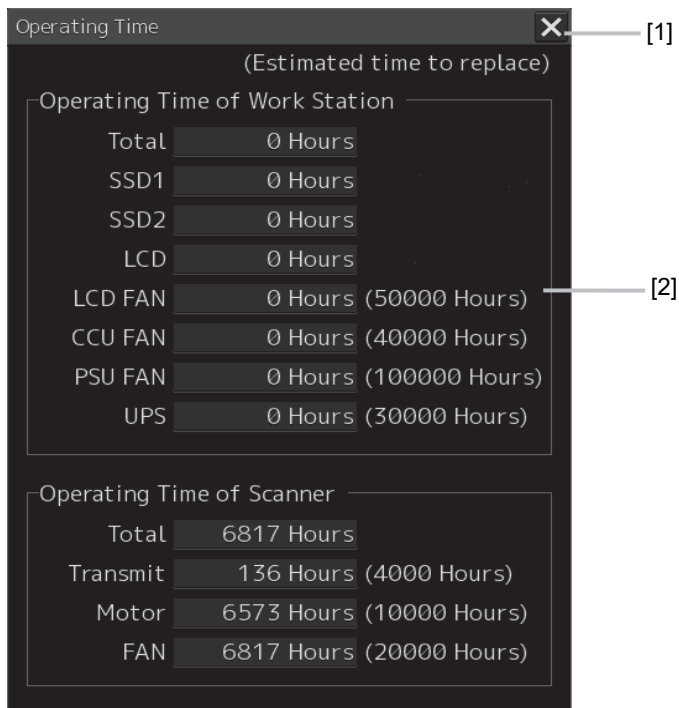 Operating Time
[1]
(Estimated time to replace)
Operating Time of Work Station
Total 0 Hours
SSD1 0 Hours
SSD2 0 Hours
LCD 0 Hours
LCD FAN 0 Hours (50000 Hours)
[2]
CCU FAN 0 Hours (40000 Hours)
PSU FAN 0 Hours (100000 Hours)
UPS 0 Hours (30000 Hours)
Operating Time of Scanner
Total 6817 Hours
Transmit 136 Hours (4000 Hours)
Motor 6573 Hours (10000 Hours)
FAN 6817 Hours (20000 Hours)